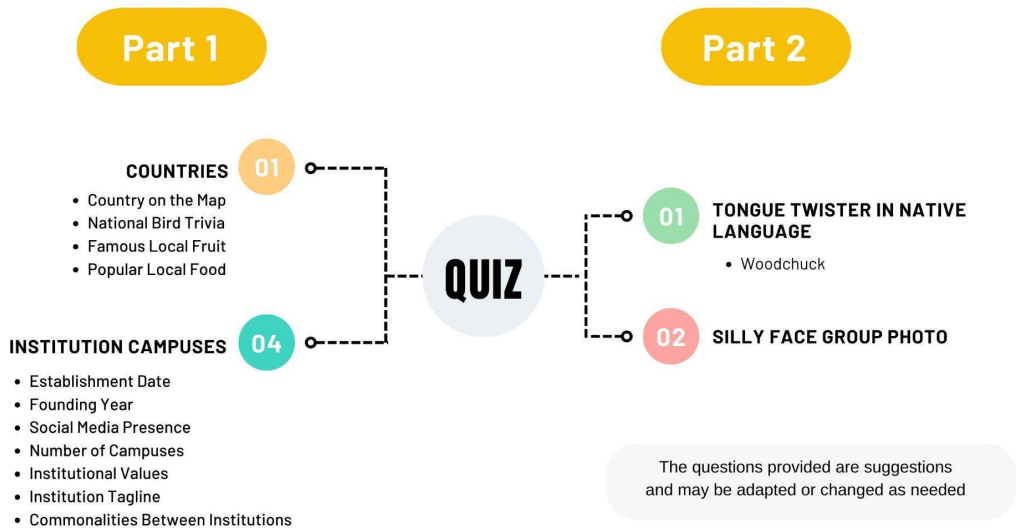 Part 1
COUNTRIES
01
• Country on the Map
• National Bird Trivia
• Famous Local Fruit
• Popular Local Food
INSTITUTION CAMPUSES
04
• Establishment Date
• Founding Year
• Social Media Presence
• Number of Campuses
• Institutional Values
• Institution Tagline
• Commonalities Between Institutions
QUIZ
Part 2
01
TONGUE TWISTER IN NATIVE
LANGUAGE
• Woodchuck
02
SILLY FACE GROUP PHOTO
The questions provided are suggestions
and may be adapted or changed as needed